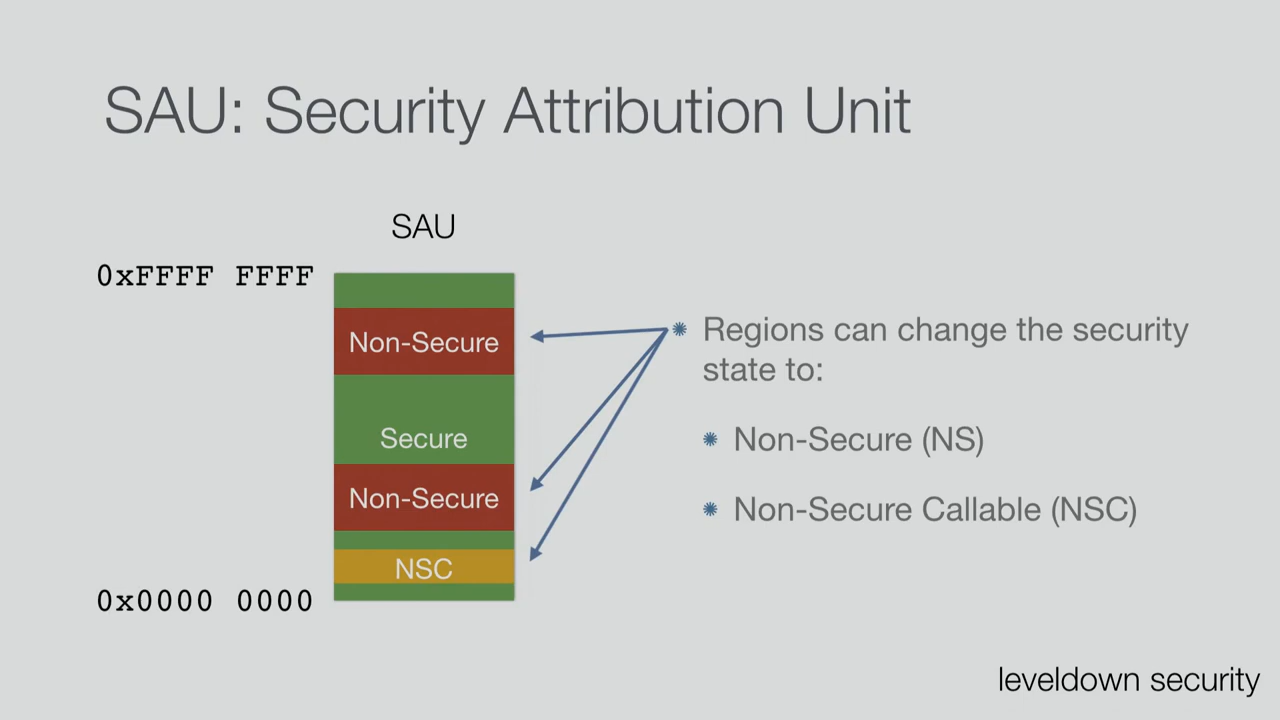 SAU: Security Attribution Unit
SAU
0xFFFF FFFF
Non-Secure
Secure
Non-Secure
NSC
0x0000 0000
Regions can change the security
state to:
Non-Secure (NS)
Non-Secure Callable (NSC)
leveldown security